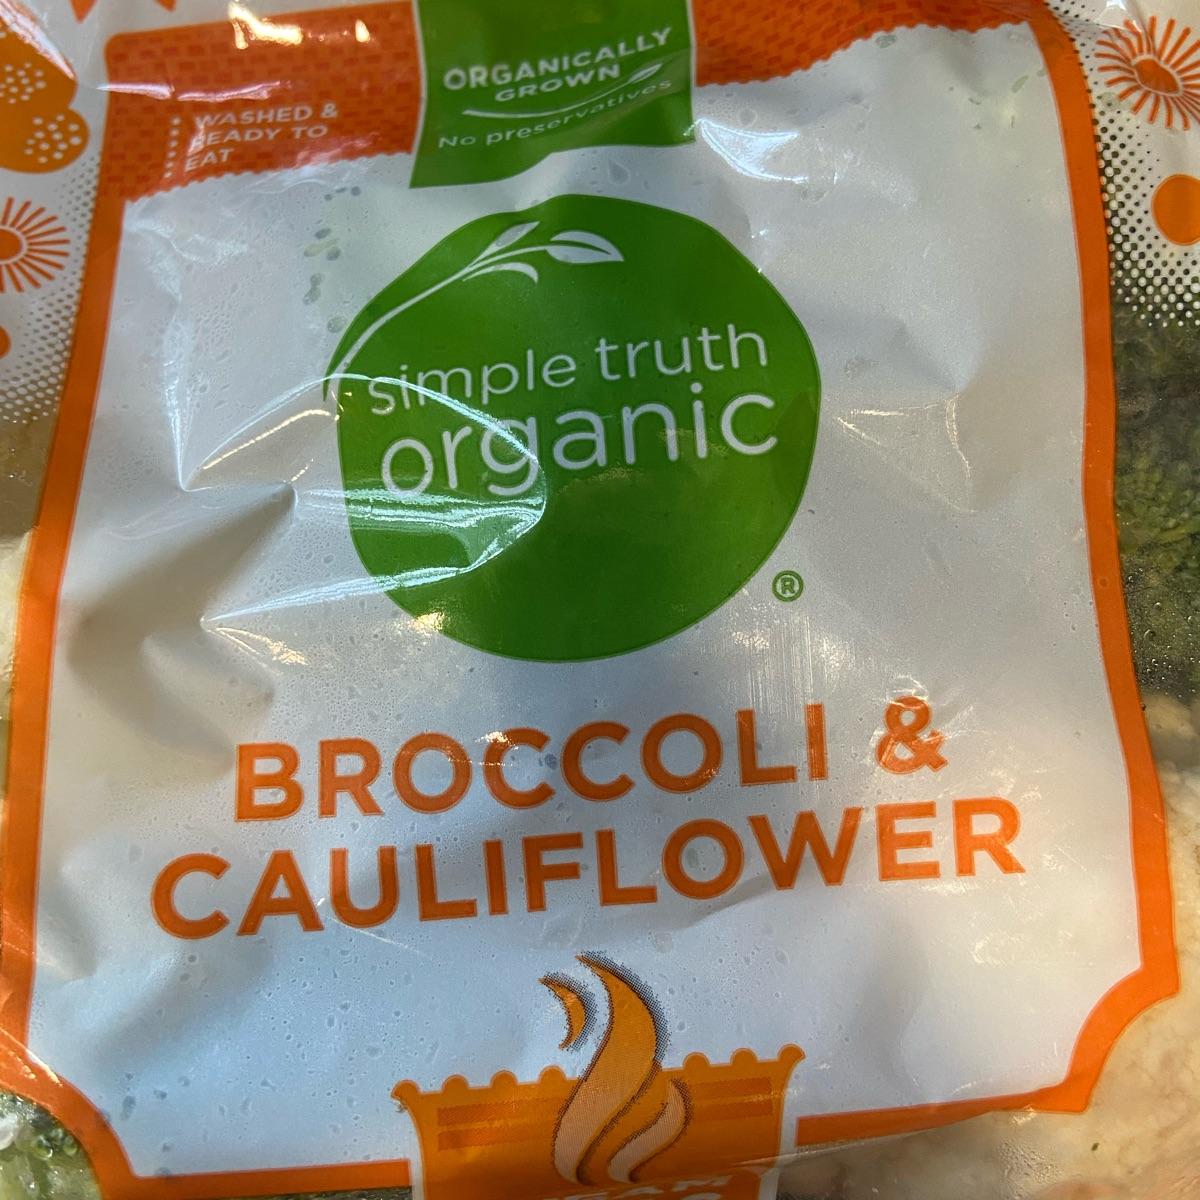 ORGANICALLY
GROWN
No preservatives
WASHED &
READY TO
EAT
simple truth
organic
®
BROCCOLI &
CAULIFLOWER